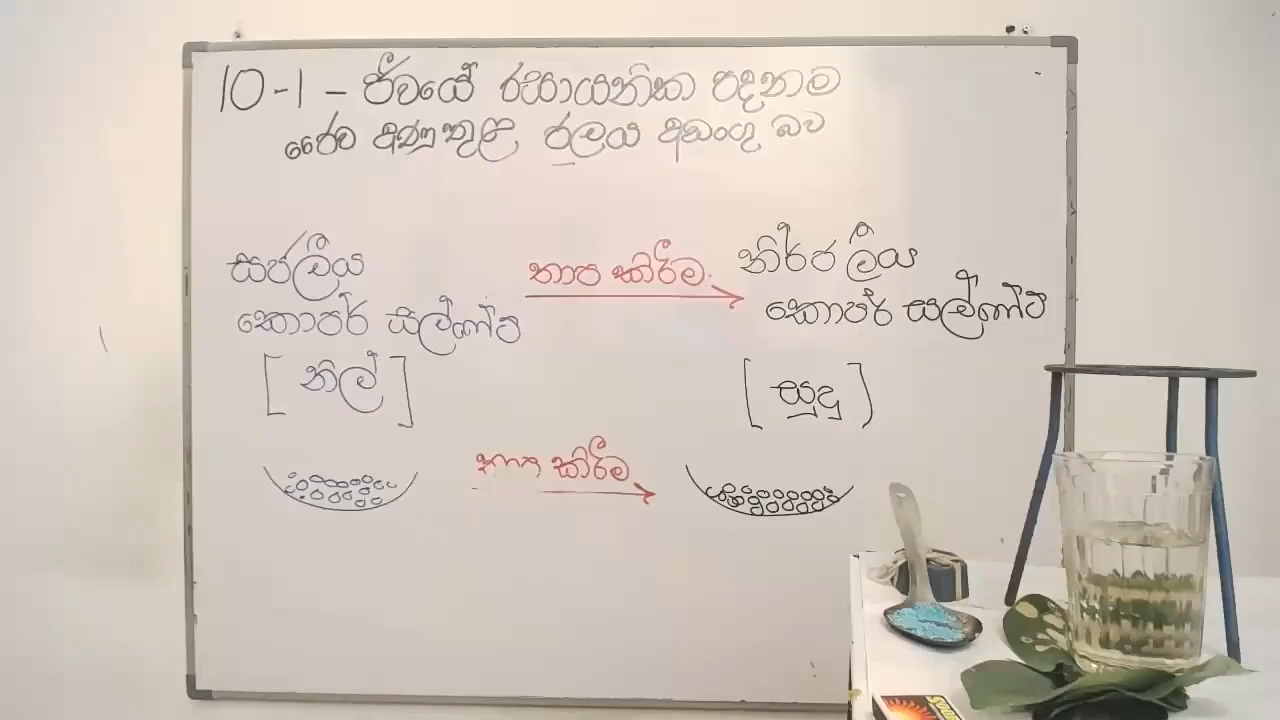 10-1 - ජීවයේ රසායනික පදනම
ජෛව අණු තුළ ජලය අඩංගු බව
සජලීය
කොපර් සල්ෆේට්
[ නිල් ]
තාප කිරීම
නිර්ජලීය
කොපර් සල්ෆේට්
[ සුදු ]
තාප කිරීම